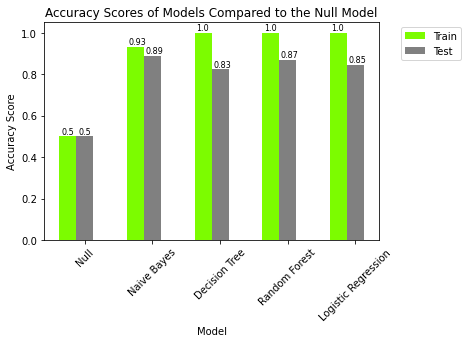 Accuracy Scores of Models Compared to the Null Model
Accuracy Score
1.0
0.8
0.6
0.4
0.2
0.0
0.5 0.5
0.93 0.89
1.0 0.83
1.0 0.87
1.0 0.85
Train
Test
Null
Naive Bayes
Decision Tree
Random Forest
Logistic Regression
Model